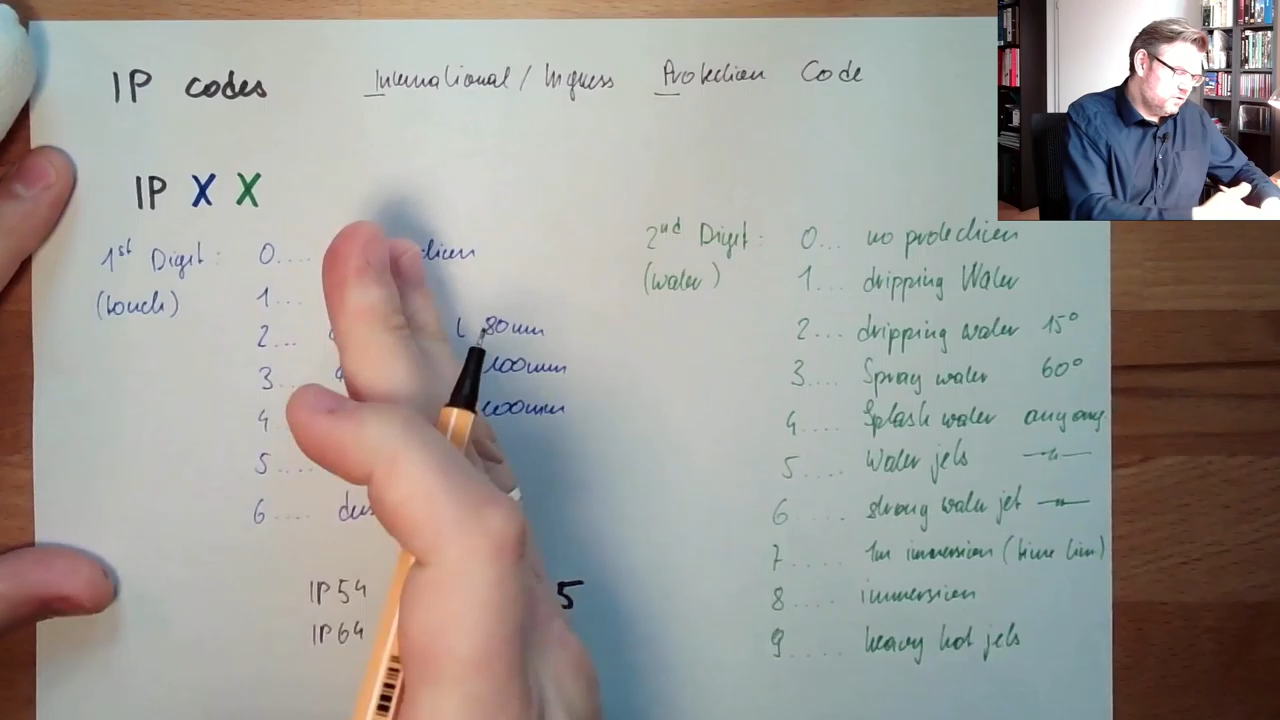 IP codes International / Ingress Protection Code
IP X X
1st Digit: 0....
(touch) 1...
2... 80mm
3... 100mm
4 100mm
5....
6....
IP54 5
IP64
2nd Digit: 0... no protection
(water) 1... dripping Water
2... dripping water 15°
3.... Spray water 60°
4.... Splash water any ang.
5..... Water jets
6..... strong water jet
7..... 1m immersion (time lim)
8.... immersion
9..... heavy hot jets